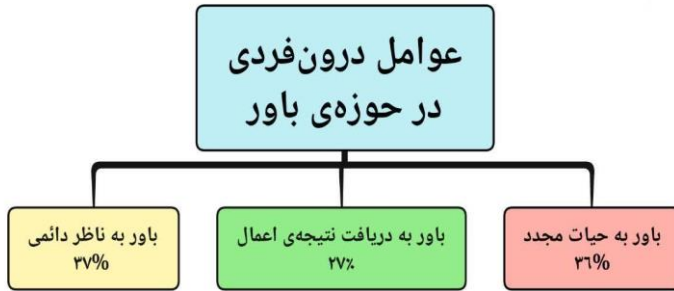 عوامل درون‌فردی
در حوزه‌ی باور
باور به حیات مجدد
۳٦%
باور به دریافت نتیجه‌ی اعمال
۲۷٪
باور به ناظر دائمی
۳۷%